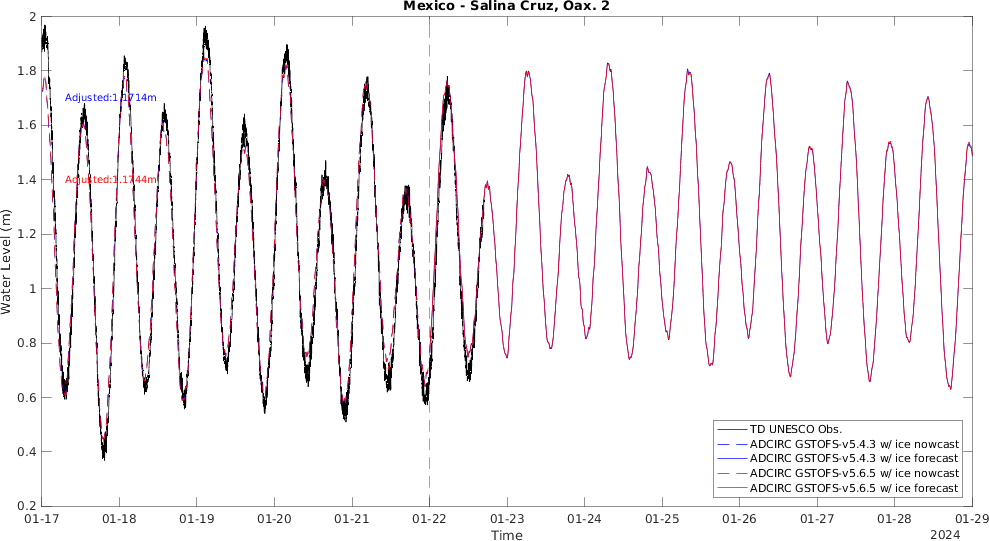 Mexico - Salina Cruz, Oax. 2
2
1.8
1.6
1.4
1.2
1
0.8
0.6
0.4
0.2
Water Level (m)
Adjusted:1.1714m
Adjusted:1.1744m
TD UNESCO Obs.
ADCIRC GSTOFS-v5.4.3 w/ ice nowcast
ADCIRC GSTOFS-v5.4.3 w/ ice forecast
ADCIRC GSTOFS-v5.6.5 w/ ice nowcast
ADCIRC GSTOFS-v5.6.5 w/ ice forecast
01-17 01-18 01-19 01-20 01-21 01-22 01-23 01-24 01-25 01-26 01-27 01-28 01-29
Time
2024